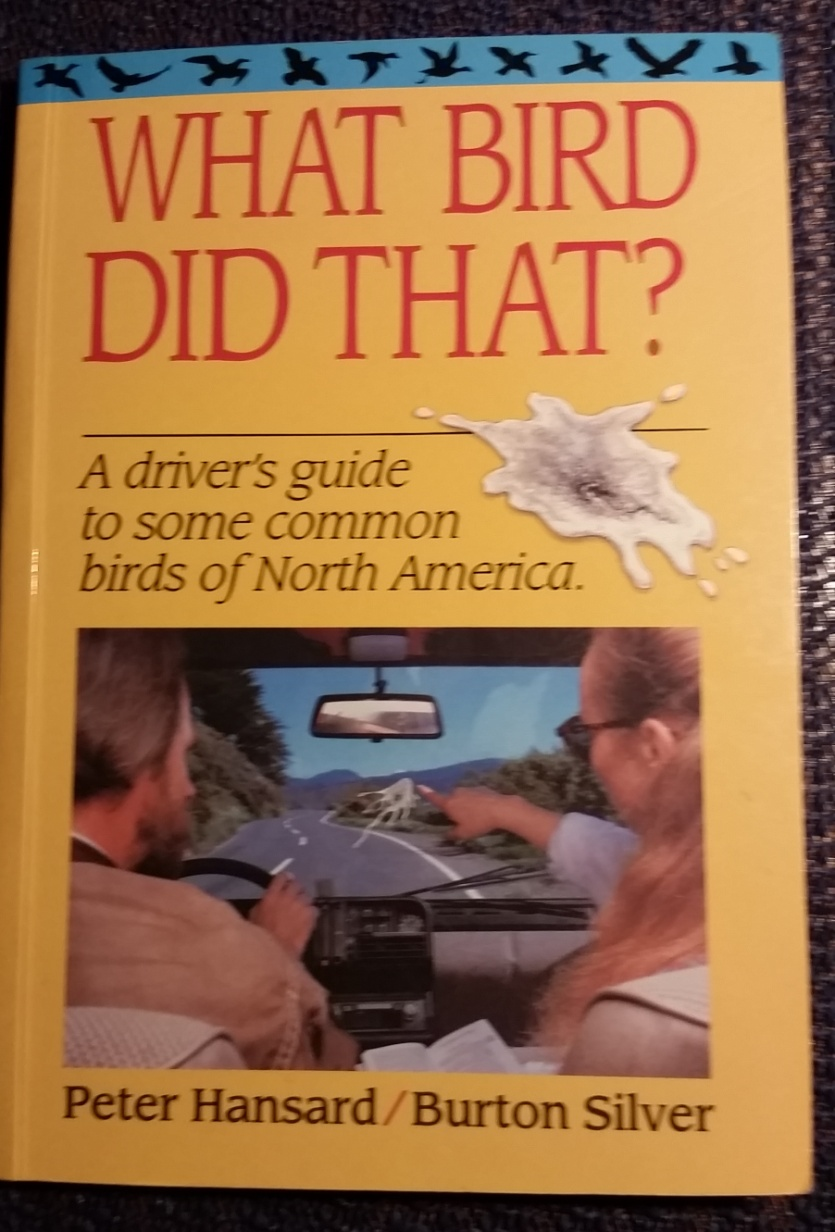 WHAT BIRD
DID THAT?
A driver's guide
to some common
birds of North America.
Peter Hansard/Burton Silver